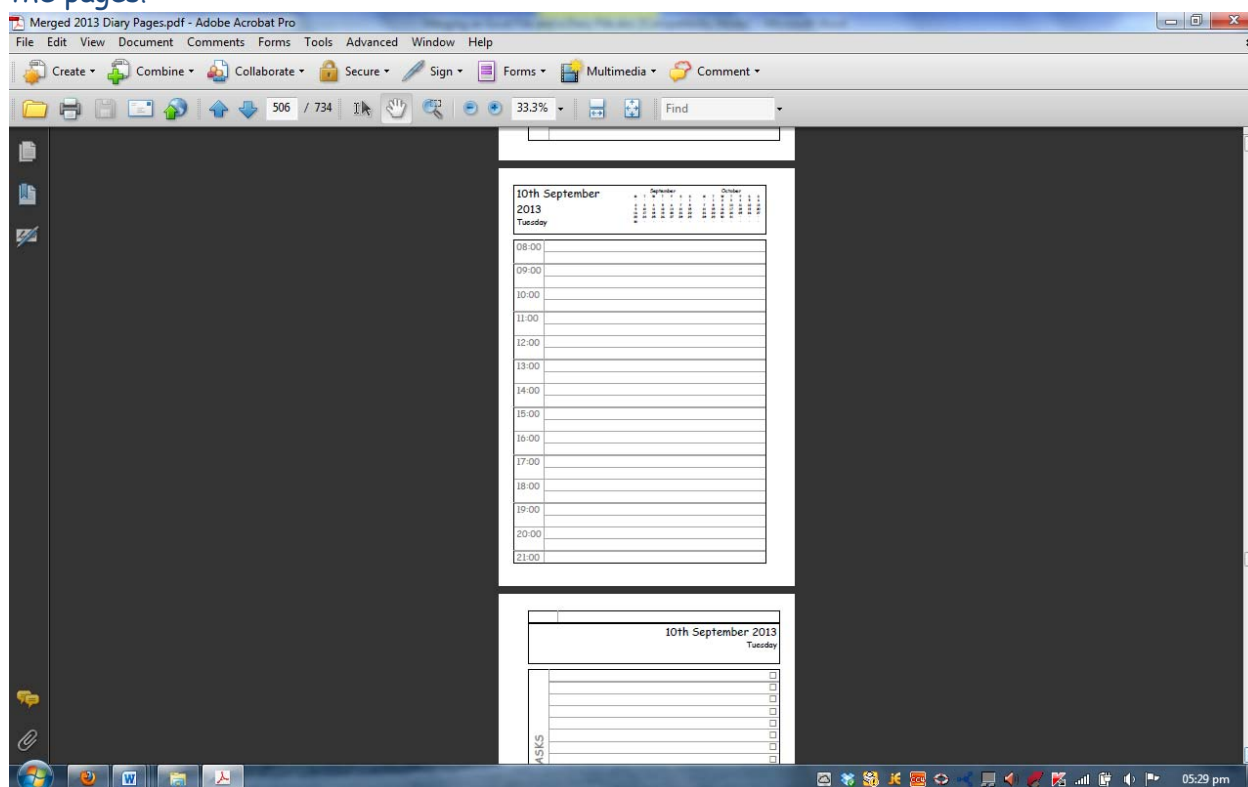 The pages.
Merged 2013 Diary Pages.pdf - Adobe Acrobat Pro
File Edit View Document Comments Forms Tools Advanced Window Help
Create Combine Collaborate Secure Sign Forms Multimedia Comment
506 / 734 33.3% Find
10th September
2013
Tuesday
September October
08:00
09:00
10:00
11:00
12:00
13:00
14:00
15:00
16:00
17:00
18:00
19:00
20:00
21:00
10th September 2013
Tuesday
ASKS
05:29 pm